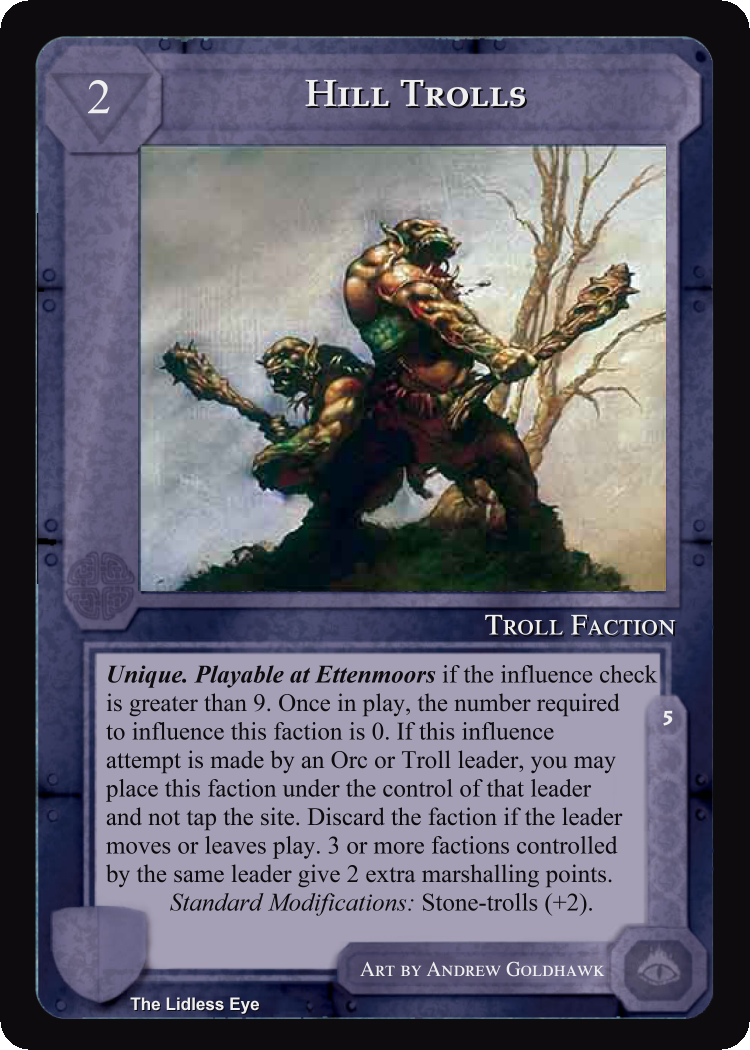 2
Hill Trolls
Troll Faction
Unique. Playable at Ettenmoors if the influence check
is greater than 9. Once in play, the number required
to influence this faction is 0. If this influence
attempt is made by an Orc or Troll leader, you may
place this faction under the control of that leader
and not tap the site. Discard the faction if the leader
moves or leaves play. 3 or more factions controlled
by the same leader give 2 extra marshalling points.
Standard Modifications: Stone-trolls (+2).
5
Art by Andrew Goldhawk
The Lidless Eye